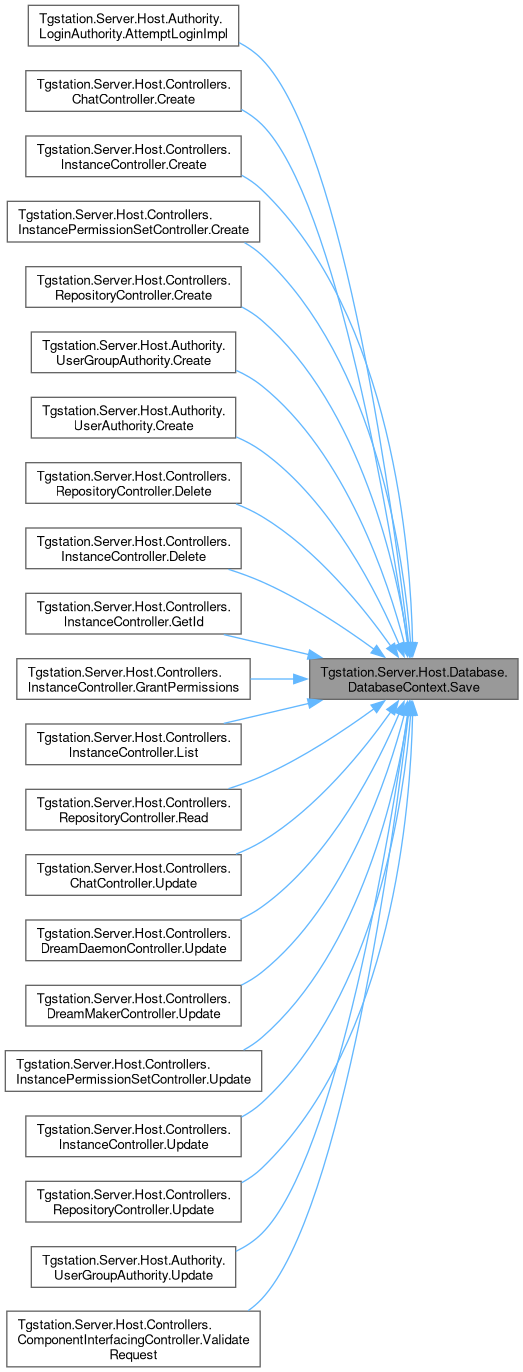 Tgstation.Server.Host.Authority.
LoginAuthority.AttemptLoginImpl
Tgstation.Server.Host.Controllers.
ChatController.Create
Tgstation.Server.Host.Controllers.
InstanceController.Create
Tgstation.Server.Host.Controllers.
InstancePermissionSetController.Create
Tgstation.Server.Host.Controllers.
RepositoryController.Create
Tgstation.Server.Host.Authority.
UserGroupAuthority.Create
Tgstation.Server.Host.Authority.
UserAuthority.Create
Tgstation.Server.Host.Controllers.
RepositoryController.Delete
Tgstation.Server.Host.Controllers.
InstanceController.Delete
Tgstation.Server.Host.Controllers.
InstanceController.GetId
Tgstation.Server.Host.Controllers.
InstanceController.GrantPermissions
Tgstation.Server.Host.Database.
DatabaseContext.Save
Tgstation.Server.Host.Controllers.
InstanceController.List
Tgstation.Server.Host.Controllers.
RepositoryController.Read
Tgstation.Server.Host.Controllers.
ChatController.Update
Tgstation.Server.Host.Controllers.
DreamDaemonController.Update
Tgstation.Server.Host.Controllers.
DreamMakerController.Update
Tgstation.Server.Host.Controllers.
InstancePermissionSetController.Update
Tgstation.Server.Host.Controllers.
InstanceController.Update
Tgstation.Server.Host.Controllers.
RepositoryController.Update
Tgstation.Server.Host.Authority.
UserGroupAuthority.Update
Tgstation.Server.Host.Controllers.
ComponentInterfacingController.Validate
Request